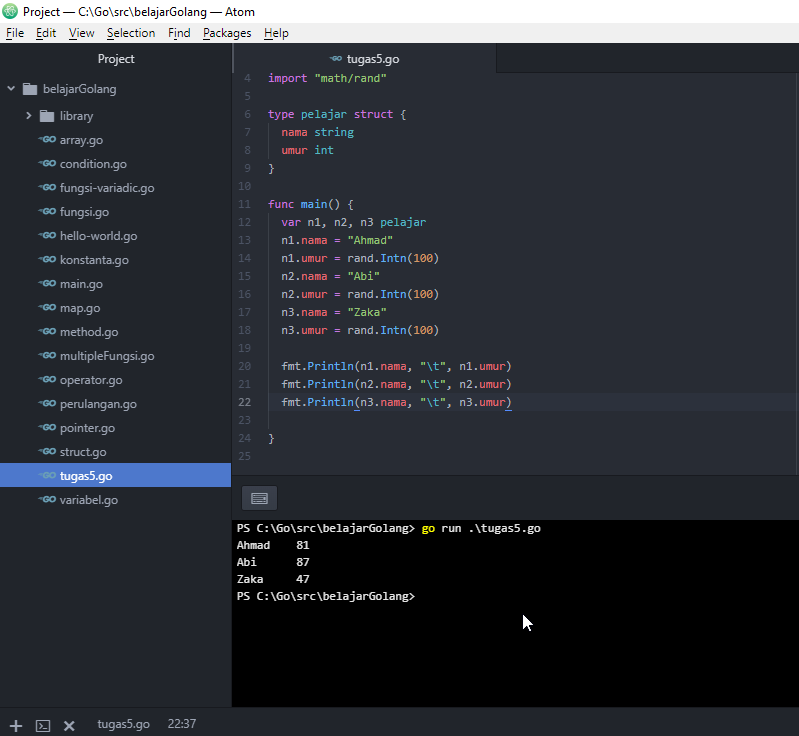 Project — C:\Go\src\belajarGolang — Atom
File Edit View Selection Find Packages Help
Project
belajarGolang
library
array.go
condition.go
fungsi-variadic.go
fungsi.go
hello-world.go
konstanta.go
main.go
map.go
method.go
multipleFungsi.go
operator.go
perulangan.go
pointer.go
struct.go
tugas5.go
variabel.go
tugas5.go
4 import "math/rand"
5
6 type pelajar struct {
7 nama string
8 umur int
9 }
10
11 func main() {
12 var n1, n2, n3 pelajar
13 n1.nama = "Ahmad"
14 n1.umur = rand.Intn(100)
15 n2.nama = "Abi"
16 n2.umur = rand.Intn(100)
17 n3.nama = "Zaka"
18 n3.umur = rand.Intn(100)
19
20 fmt.Println(n1.nama, "\t", n1.umur)
21 fmt.Println(n2.nama, "\t", n2.umur)
22 fmt.Println(n3.nama, "\t", n3.umur)
23
24 }
25
PS C:\Go\src\belajarGolang> go run .\tugas5.go
Ahmad 81
Abi 87
Zaka 47
PS C:\Go\src\belajarGolang>
tugas5.go 22:37